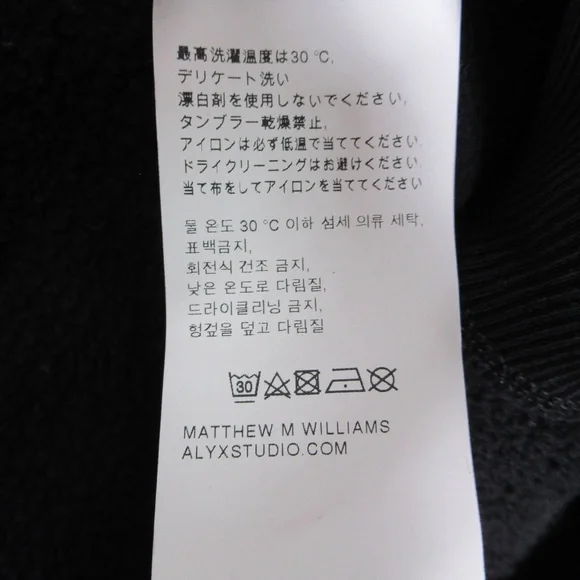 最高洗濯温度は30 °C,
デリケート洗い
漂白剤を使用しないでください,
タンブラー乾燥禁止,
アイロンは必ず低温で当ててください
ドライクリーニングはお避けください,
当て布をしてアイロンを当ててください
물 온도 30 °C 이하 섬세 의류 세탁,
표백금지,
회전식 건조 금지,
낮은 온도로 다림질,
드라이클리닝 금지,
헝겊을 덮고 다림질
30
MATTHEW M WILLIAMS
ALYXSTUDIO.COM